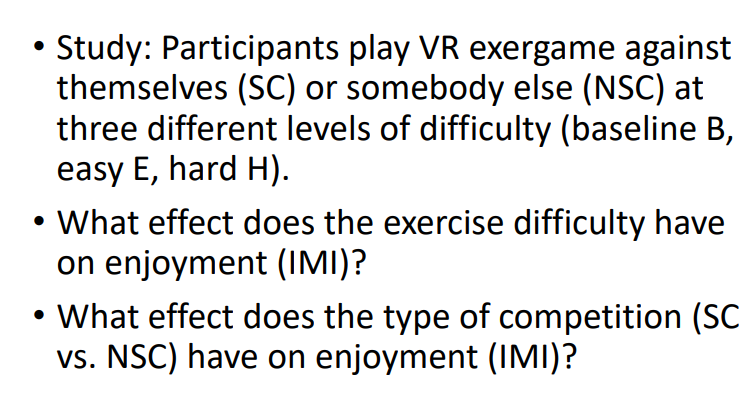 • Study: Participants play VR exergame against
themselves (SC) or somebody else (NSC) at
three different levels of difficulty (baseline B,
easy E, hard H).
• What effect does the exercise difficulty have
on enjoyment (IMI)?
• What effect does the type of competition (SC
vs. NSC) have on enjoyment (IMI)?